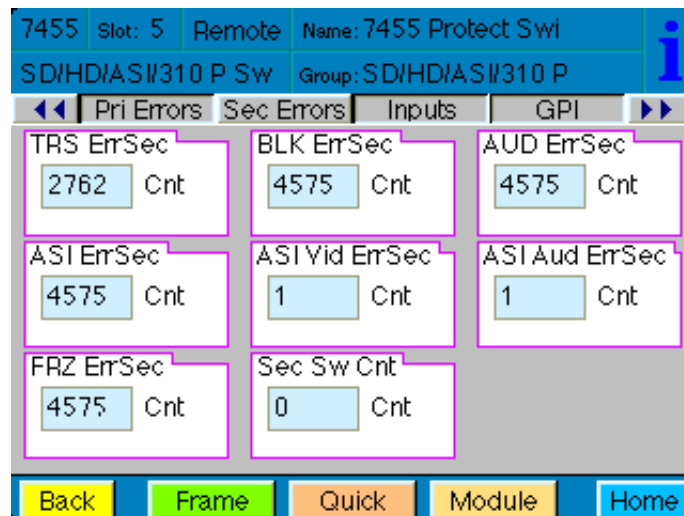 7455 Slot: 5 Remote Name: 7455 Protect Swi
SD/HD/ASI/310 P Sw Group: SD/HD/ASI/310 P
i
Pri Errors Sec Errors Inputs GPI
TRS ErrSec BLK ErrSec AUD ErrSec
2762 Cnt 4575 Cnt 4575 Cnt
ASI ErrSec ASI Vid ErrSec ASI Aud ErrSec
4575 Cnt 1 Cnt 1 Cnt
FRZ ErrSec Sec Sw Cnt
4575 Cnt 0 Cnt
Back Frame Quick Module Home